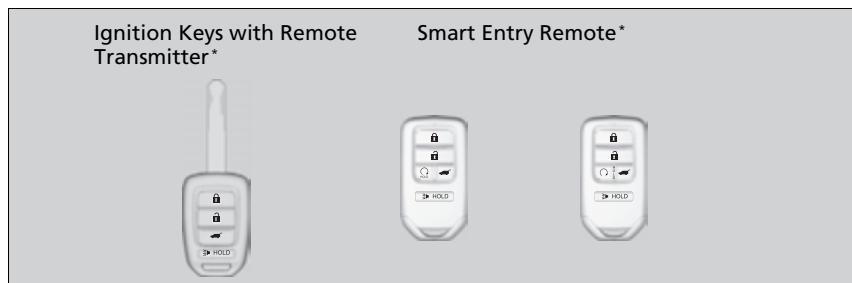 Ignition Keys with Remote
Transmitter*
Smart Entry Remote*
HOLD
HOLD
HOLD